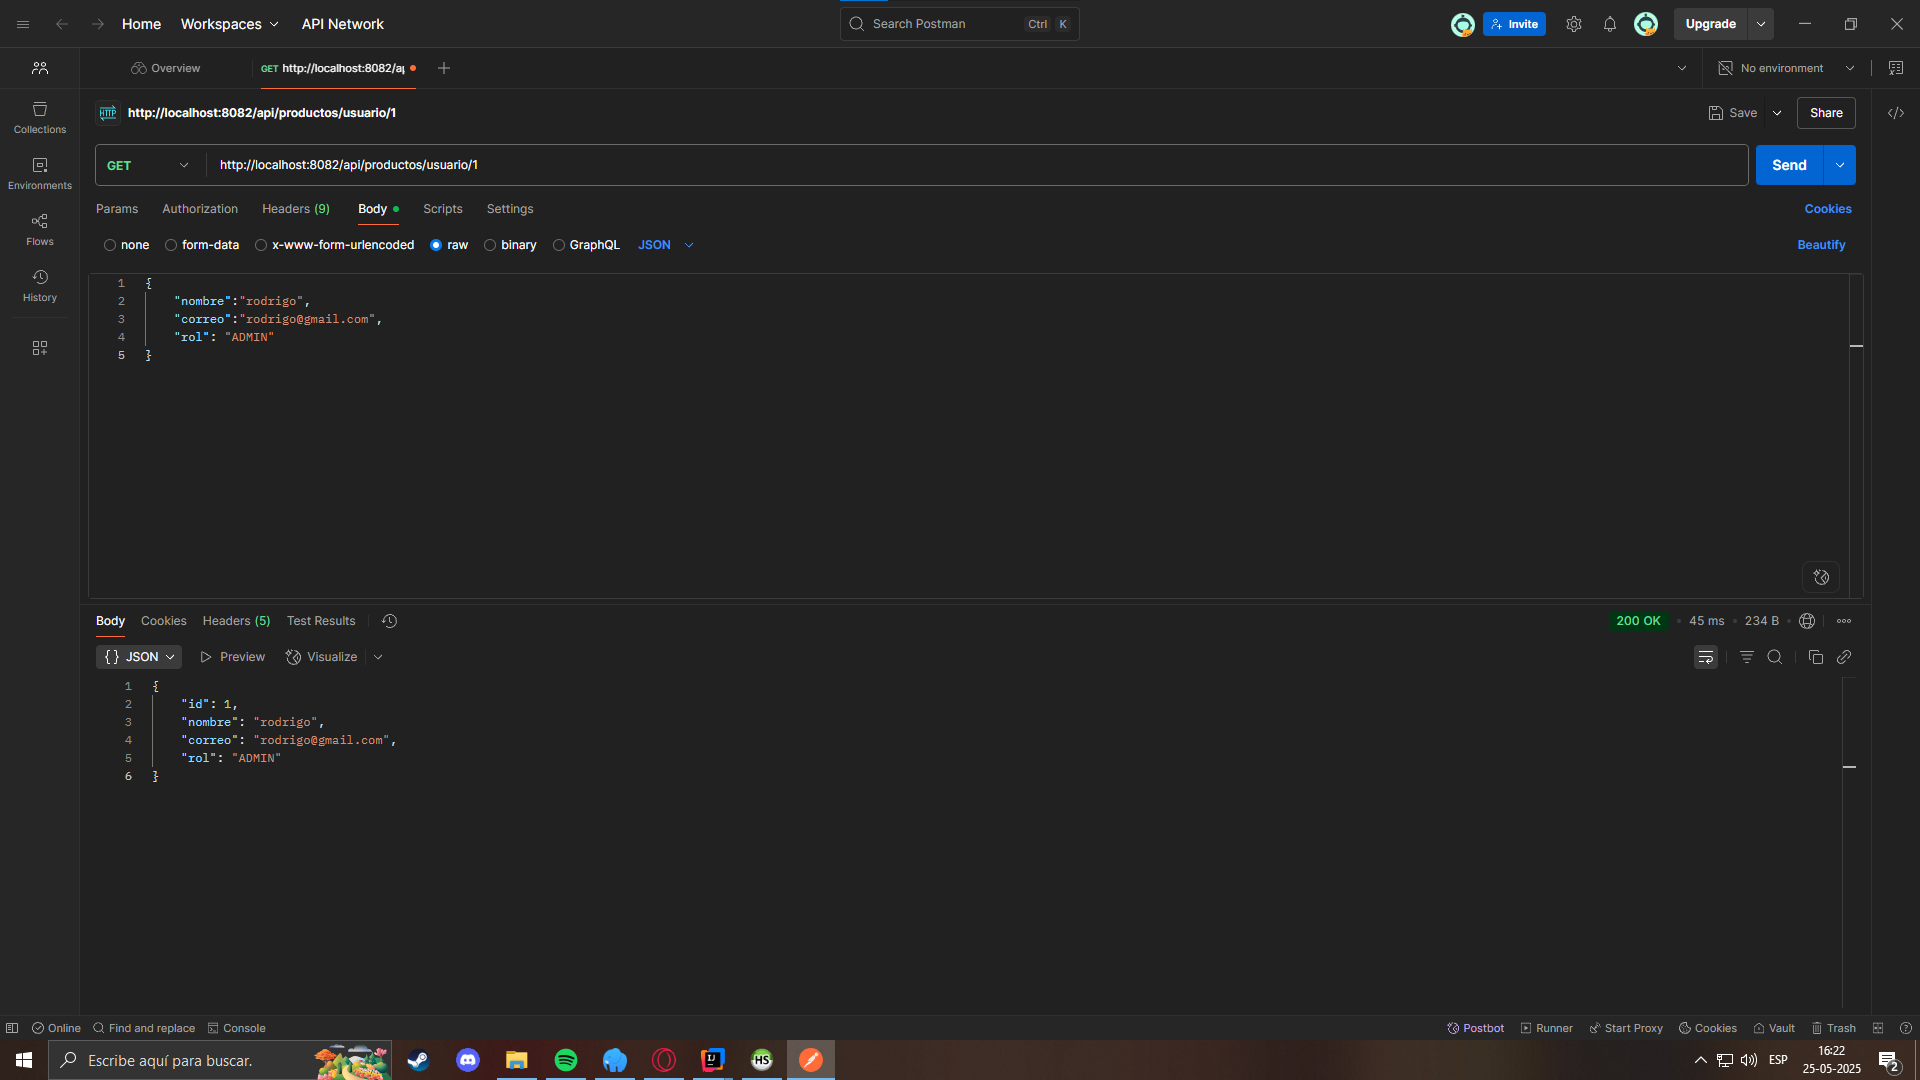 Home Workspaces API Network Search Postman Ctrl K Invite Upgrade
Overview GET http://localhost:8082/a No environment
HTTP http://localhost:8082/api/productos/usuario/1 Save Share
GET http://localhost:8082/api/productos/usuario/1 Send
Params Authorization Headers (9) Body Scripts Settings Cookies
none form-data x-www-form-urlencoded raw binary GraphQL JSON Beautify
Collections
Environments
Flows
History
1 {
2 "nombre":"rodrigo",
3 "correo":"rodrigo@gmail.com",
4 "rol": "ADMIN"
5 }
Body Cookies Headers (5) Test Results 200 OK 45 ms 234 B
{} JSON Preview Visualize
1 {
2 "id": 1,
3 "nombre": "rodrigo",
4 "correo": "rodrigo@gmail.com",
5 "rol": "ADMIN"
6 }
Online Find and replace Console Postbot Runner Start Proxy Cookies Vault Trash
Escribe aquí para buscar. IJ HS ESP 16:22
25-05-2025 2